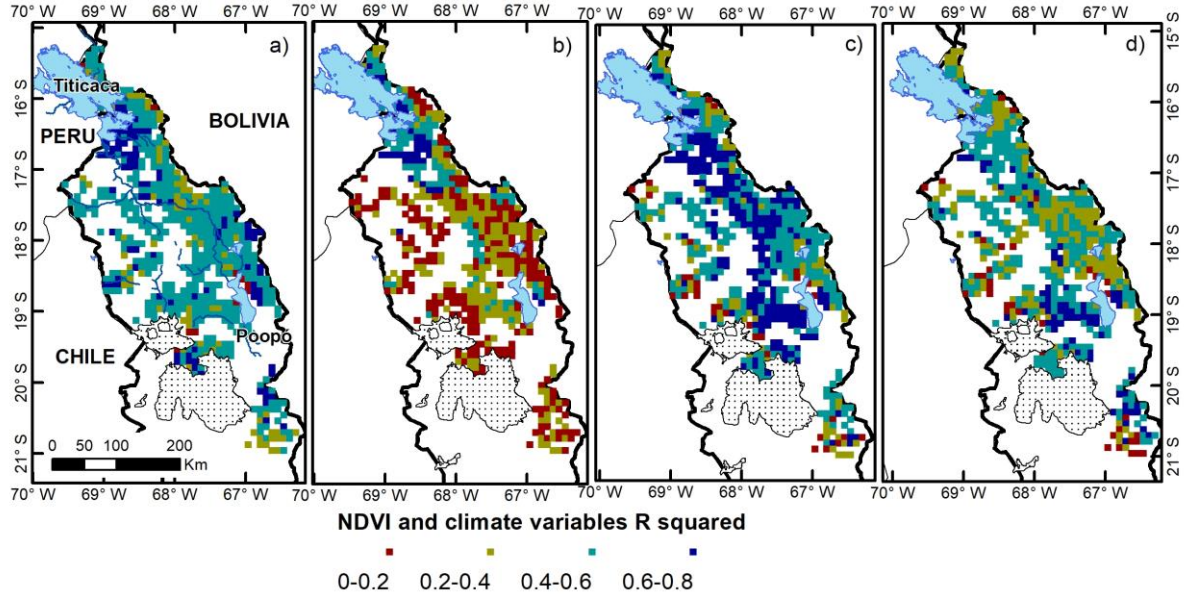 70° W 69° W 68° W 67° W 70° W 69° W 68° W 67° W 70° W 69° W 68° W 67° W 70° W 69° W 68° W 67° W
a) b) c) d)
15° S
Titicaca
16° S 16° S
BOLIVIA
PERU
17° S 17° S
18° S 18° S
19° S 19° S
Poopó
CHILE
20° S 20° S
0 50 100 200
Km
21° S 21° S
70° W 69° W 68° W 67° W 70° W 69° W 68° W 67° W 70° W 69° W 68° W 67° W 70° W 69° W 68° W 67° W
NDVI and climate variables R squared
0-0.2 0.2-0.4 0.4-0.6 0.6-0.8